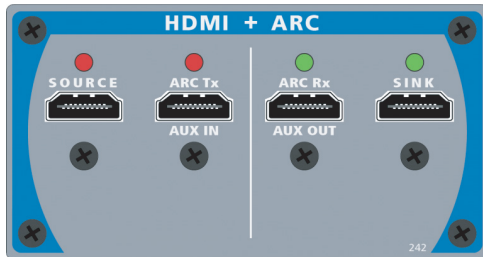 HDMI + ARC
SOURCE ARC Tx ARC Rx SINK
AUX IN AUX OUT
242